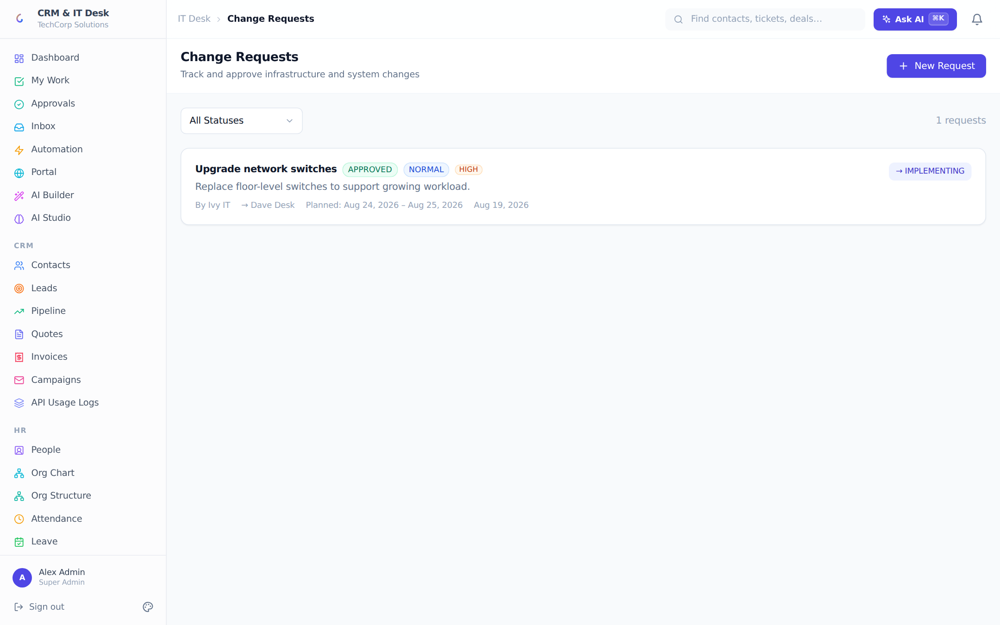 CRM & IT Desk
TechCorp Solutions
Dashboard
My Work
Approvals
Inbox
Automation
Portal
AI Builder
AI Studio
CRM
Contacts
Leads
Pipeline
Quotes
Invoices
Campaigns
API Usage Logs
HR
People
Org Chart
Org Structure
Attendance
Leave
A
Alex Admin
Super Admin
Sign out
IT Desk > Change Requests
Find contacts, tickets, deals...
Ask AI ⌘K
Change Requests
Track and approve infrastructure and system changes
+ New Request
All Statuses
1 requests
Upgrade network switches APPROVED NORMAL HIGH
→ IMPLEMENTING
Replace floor-level switches to support growing workload.
By Ivy IT → Dave Desk Planned: Aug 24, 2026 – Aug 25, 2026 Aug 19, 2026